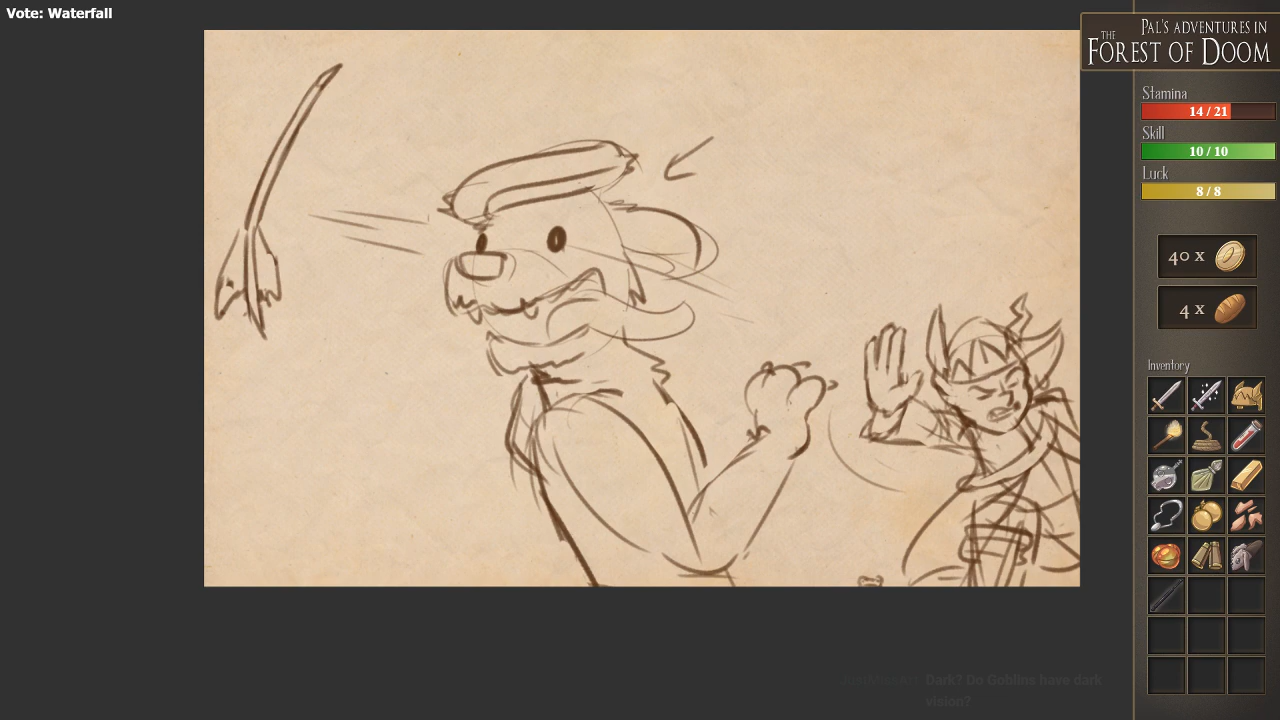 Vote: Waterfall
PAL'S ADVENTURES IN
THE
FOREST OF DOOM
Stamina
14 / 21
Skill
10 / 10
Luck
8 / 8
40 x
4 x
Inventory
Dark? Do Goblins have dark
vision?